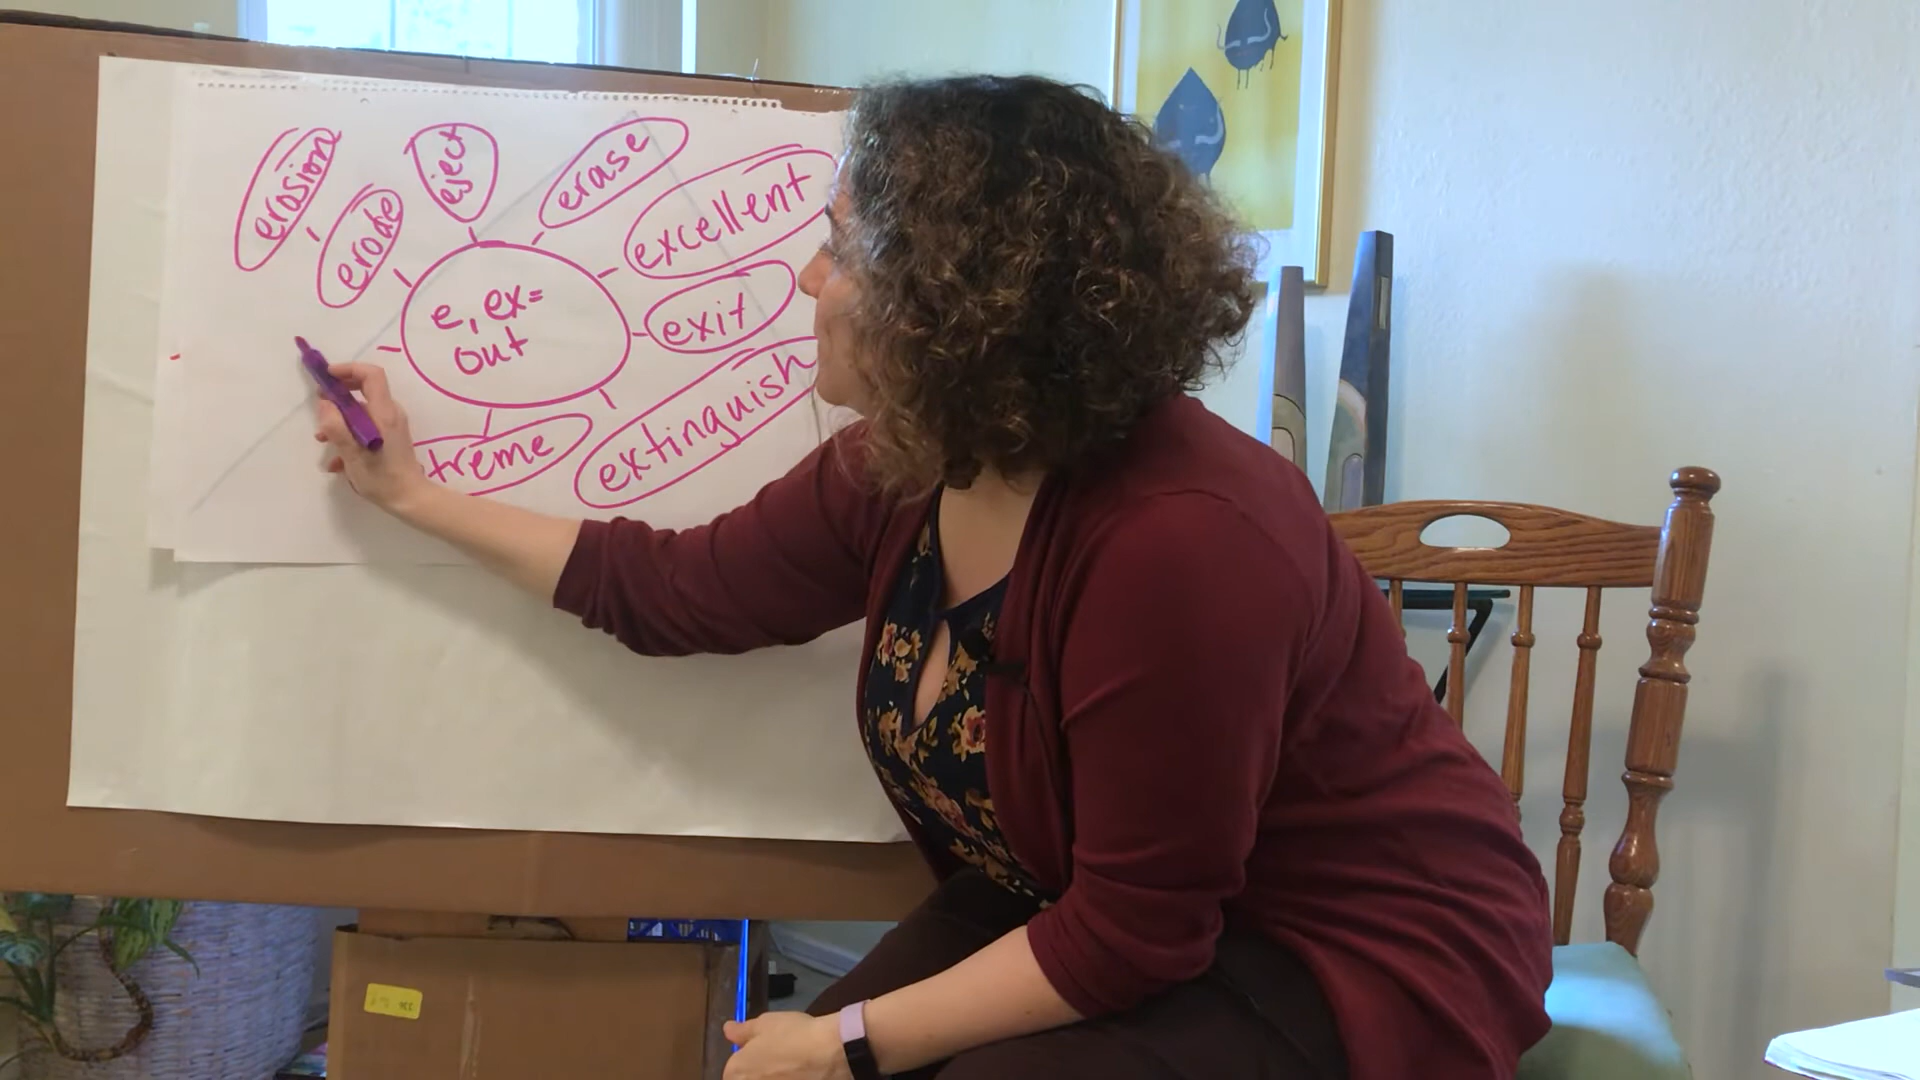 erosion
erode
eject
erase
excellent
exit
extinguish
treme
e, ex=
out